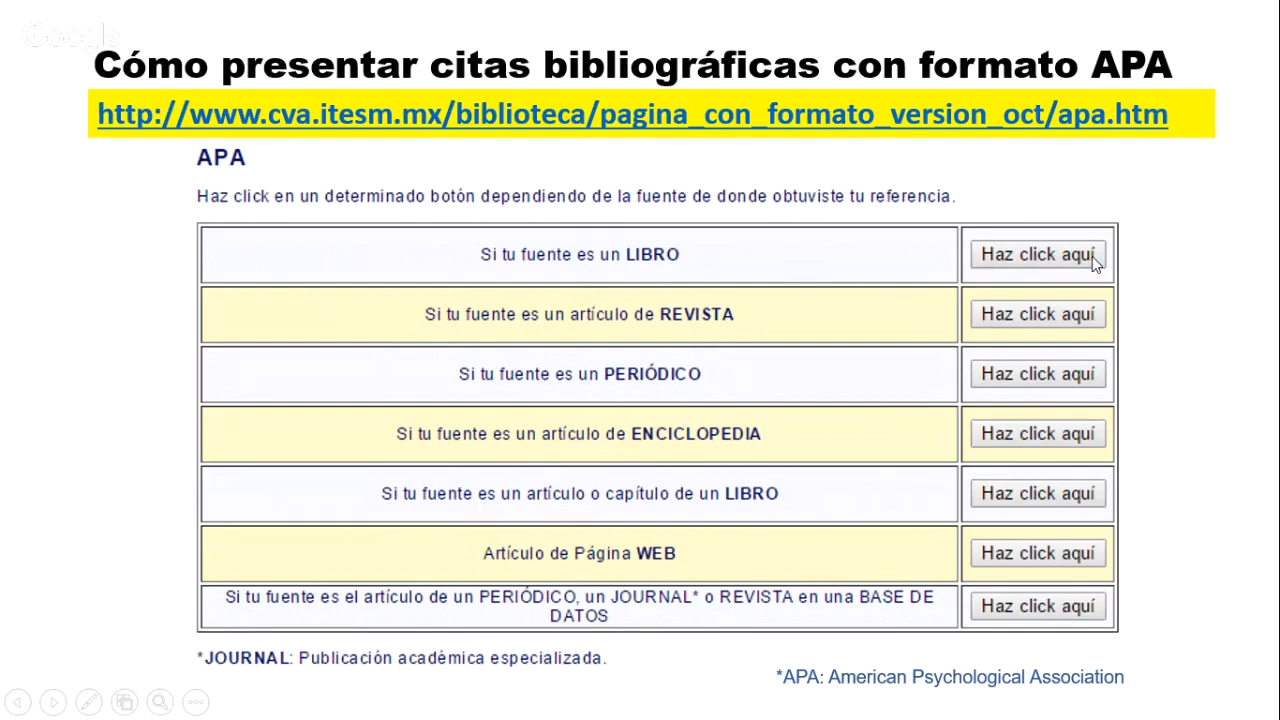 Google
Cómo presentar citas bibliográficas con formato APA
http://www.cva.itesm.mx/biblioteca/pagina_con_formato_version_oct/apa.htm
APA
Haz click en un determinado botón dependiendo de la fuente de donde obtuviste tu referencia.
Si tu fuente es un LIBRO Haz click aquí
Si tu fuente es un artículo de REVISTA Haz click aquí
Si tu fuente es un PERIÓDICO Haz click aquí
Si tu fuente es un artículo de ENCICLOPEDIA Haz click aquí
Si tu fuente es un artículo o capítulo de un LIBRO Haz click aquí
Artículo de Página WEB Haz click aquí
Si tu fuente es el artículo de un PERIÓDICO, un JOURNAL* o REVISTA en una BASE DE
DATOS Haz click aquí
*JOURNAL: Publicación académica especializada.
*APA: American Psychological Association